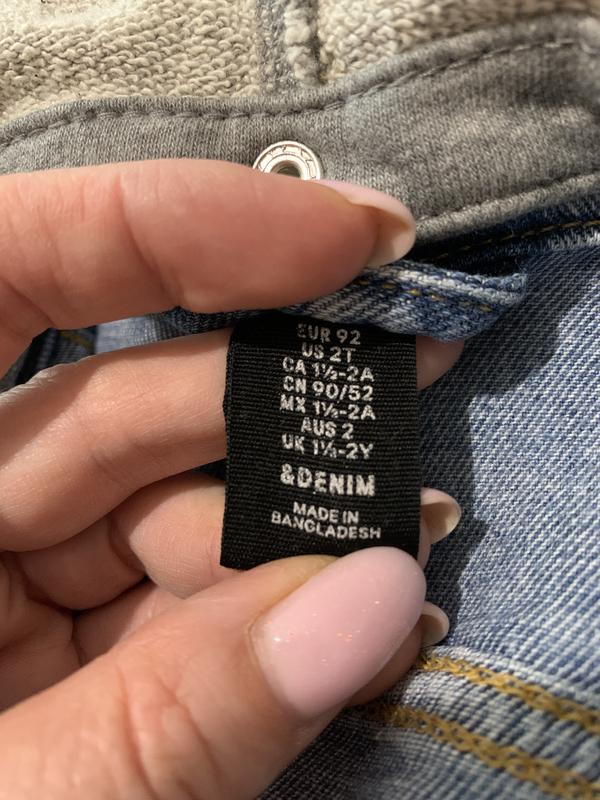 EUR 92
US 2T
CA 1½-2A
CN 90/52
MX 1½-2A
AUS 2
UK 1½-2Y
&DENIM
MADE IN
BANGLADESH